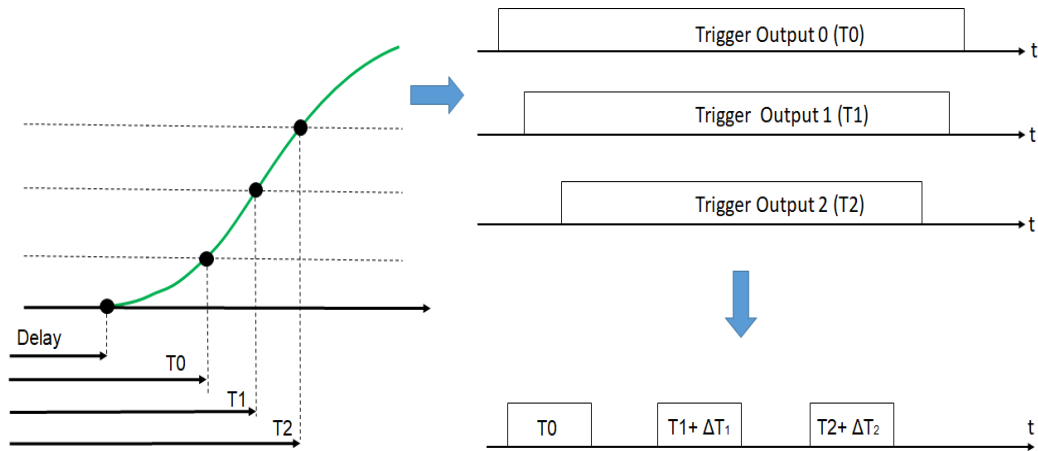 Trigger Output 0 (T0)
t
Trigger Output 1 (T1)
t
Trigger Output 2 (T2)
t
Delay
T0
T1
T2
T0
T1+ ΔT₁
T2+ ΔT₂
t